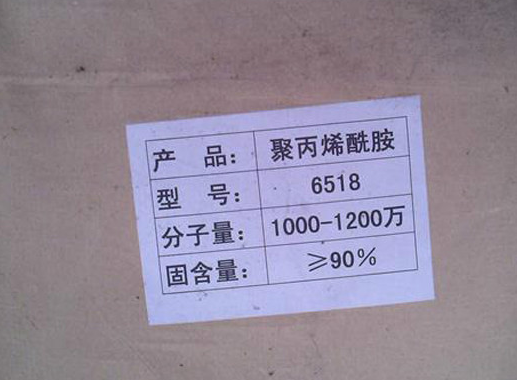 产 品: 聚丙烯酰胺
型 号: 6518
分子量: 1000-1200万
固含量: ≥90%